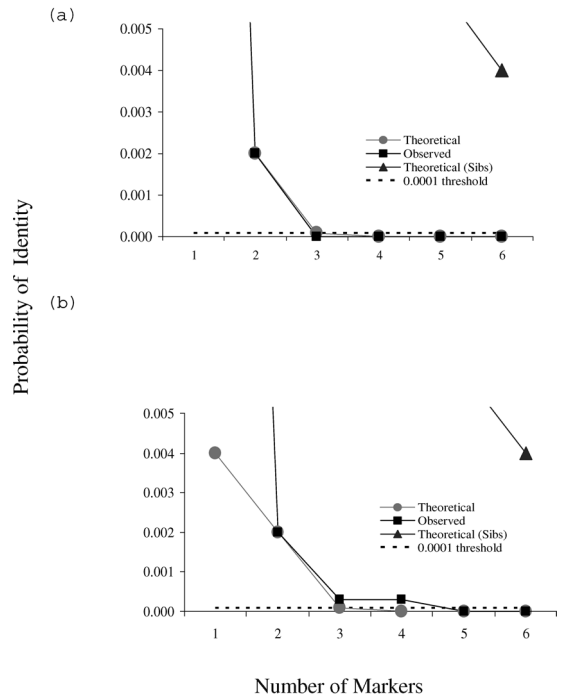 (a)
0.005
0.004
0.003
0.002
0.001
0.000
Theoretical
Observed
Theoretical (Sibs)
0.0001 threshold
1 2 3 4 5 6
Probability of Identity
(b)
0.005
0.004
0.003
0.002
0.001
0.000
Theoretical
Observed
Theoretical (Sibs)
0.0001 threshold
1 2 3 4 5 6
Number of Markers